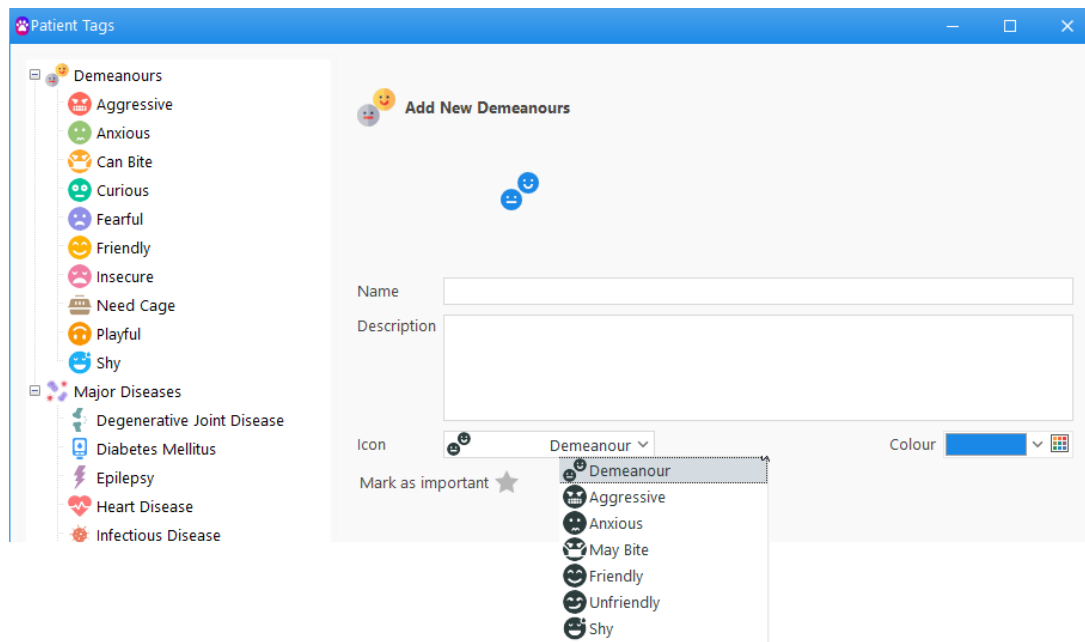 Patient Tags
Demeanours
Aggressive
Anxious
Can Bite
Curious
Fearful
Friendly
Insecure
Need Cage
Playful
Shy
Major Diseases
Degenerative Joint Disease
Diabetes Mellitus
Epilepsy
Heart Disease
Infectious Disease
Add New Demeanours
Name
Description
Icon Demeanour Colour
Mark as important
Demeanour
Aggressive
Anxious
May Bite
Friendly
Unfriendly
Shy